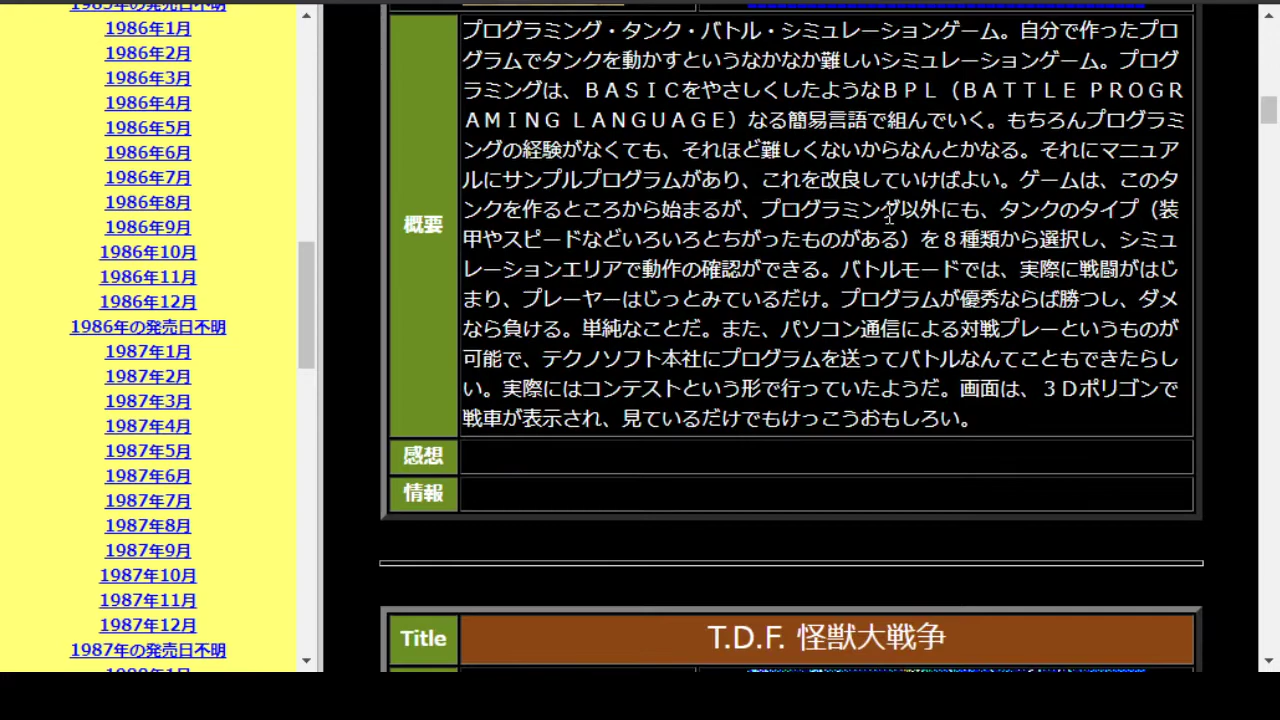 1985年の発売日不明
1986年1月
1986年2月
1986年3月
1986年4月
1986年5月
1986年6月
1986年7月
1986年8月
1986年9月
1986年10月
1986年11月
1986年12月
1986年の発売日不明
1987年1月
1987年2月
1987年3月
1987年4月
1987年5月
1987年6月
1987年7月
1987年8月
1987年9月
1987年10月
1987年11月
1987年12月
1987年の発売日不明
概要
プログラミング・タンク・バトル・シミュレーションゲーム。自分で作ったプロ
グラムでタンクを動かすというなかなか難しいシミュレーションゲーム。プログ
ラミングは、ＢＡＳＩＣをやさしくしたようなＢＰＬ（ＢＡＴＴＬＥ ＰＲＯＧＲ
ＡＭＩＮＧ ＬＡＮＧＵＡＧＥ）なる簡易言語で組んでいく。もちろんプログラミ
ングの経験がなくても、それほど難しくないからなんとかなる。それにマニュア
ルにサンプルプログラムがあり、これを改良していけばよい。ゲームは、このタ
ンクを作るところから始まるが、プログラミング以外にも、タンクのタイプ（装
甲やスピードなどいろいろとちがったものがある）を８種類から選択し、シミュ
レーションエリアで動作の確認ができる。バトルモードでは、実際に戦闘がはじ
まり、プレーヤーはじっとみているだけ。プログラムが優秀ならば勝つし、ダメ
なら負ける。単純なことだ。また、パソコン通信による対戦プレーというものが
可能で、テクノソフト本社にプログラムを送ってバトルなんてこともできたらし
い。実際にはコンテストという形で行っていたようだ。画面は、３Ｄポリゴンで
戦車が表示され、見ているだけでもけっこうおもしろい。
感想
情報
Title
T.D.F. 怪獣大戦争